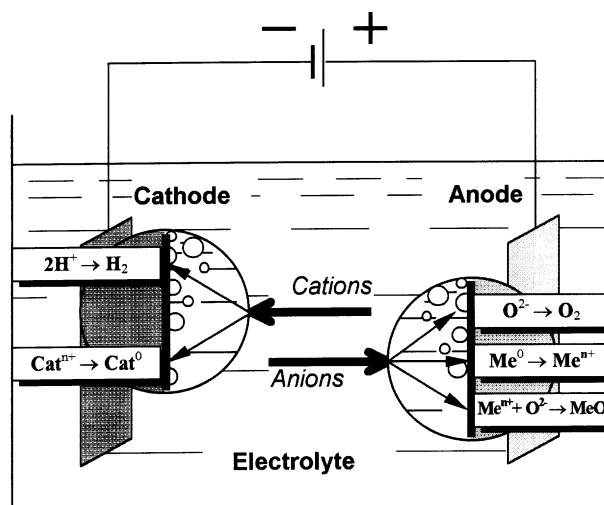 − +
Cathode
Anode
2H⁺ → H₂
Cations
O²⁻ → O₂
Catⁿ⁺ → Cat⁰
Anions
Me⁰ → Meⁿ⁺
Meⁿ⁺ + O²⁻ → MeO
Electrolyte